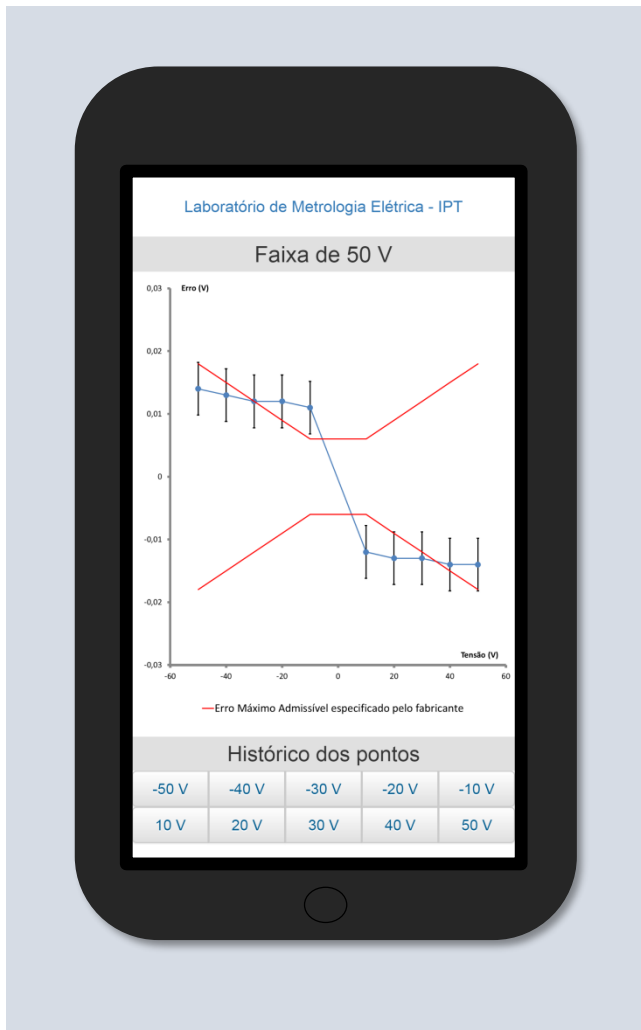 Laboratório de Metrologia Elétrica - IPT
Faixa de 50 V
Erro (V)
0,03
0,02
0,01
0
-0,01
-0,02
-0,03
-60 -40 -20 0 20 40 60
Tensão (V)
Erro Máximo Admissível especificado pelo fabricante
Histórico dos pontos
-50 V -40 V -30 V -20 V -10 V
10 V 20 V 30 V 40 V 50 V